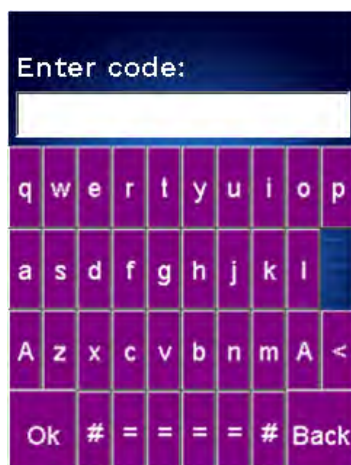 Enter code:
q w e r t y u i o p
a s d f g h j k l
A z x c v b n m A <
Ok # = = = = # Back